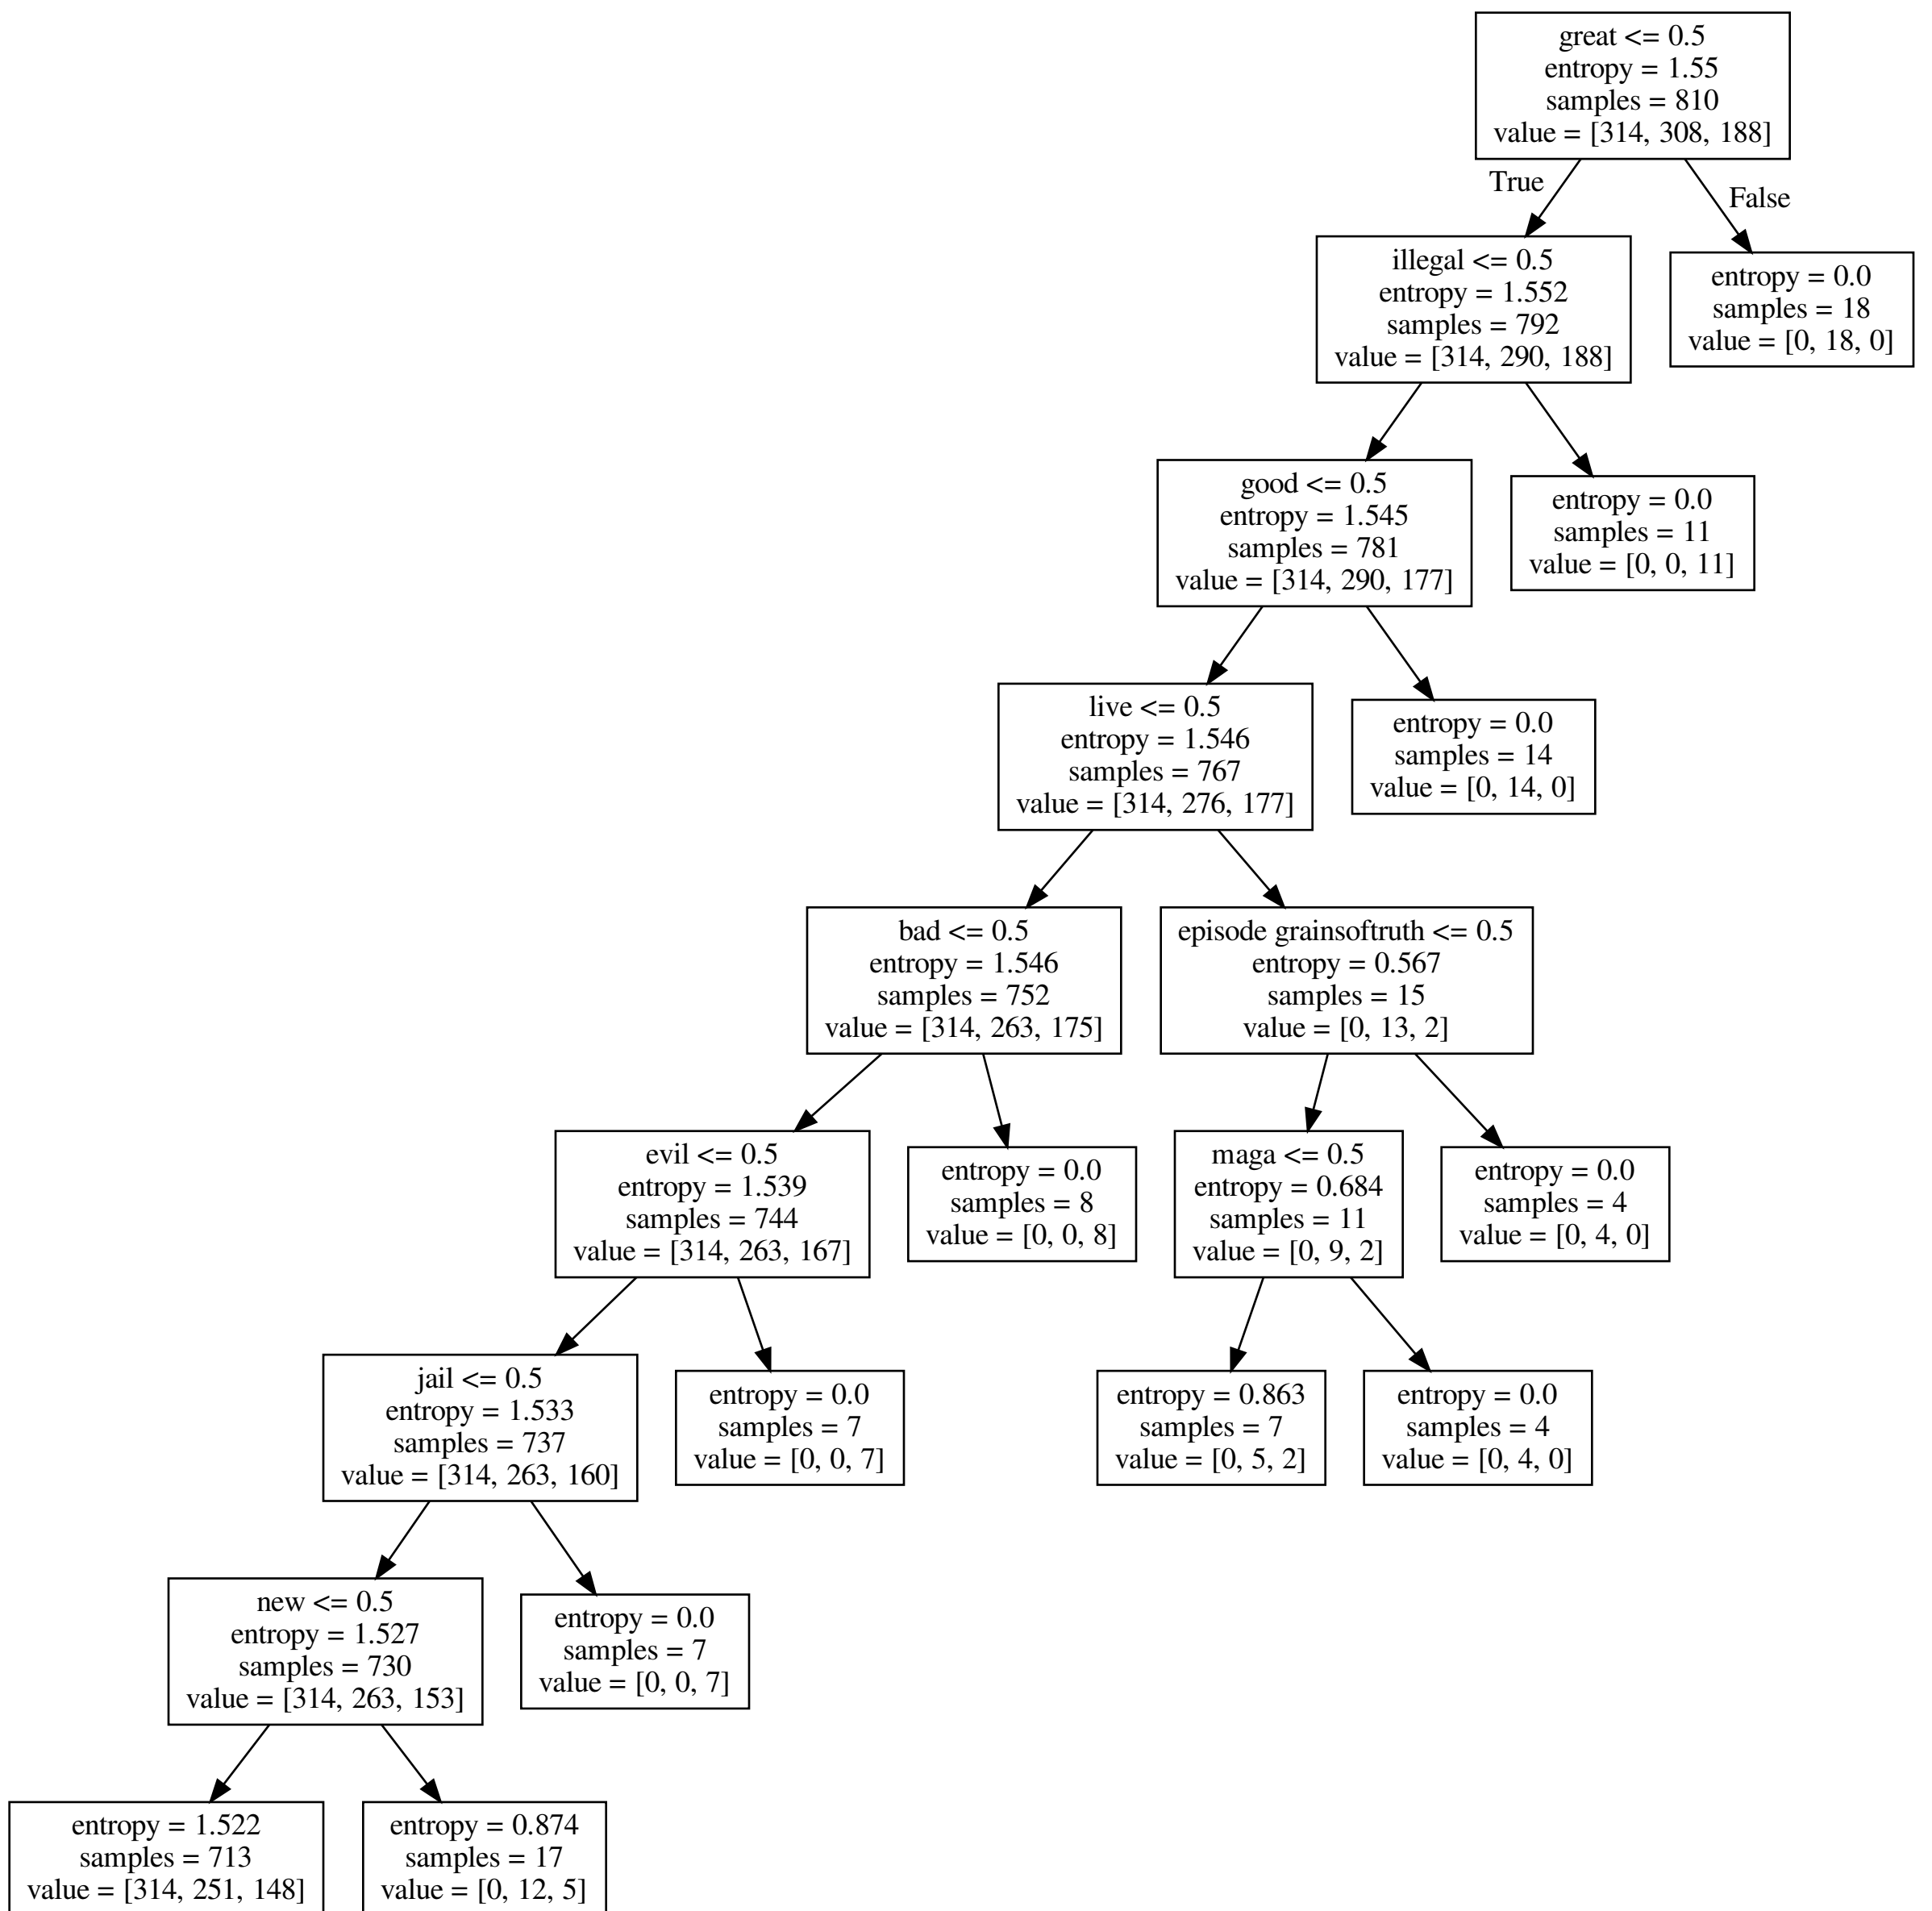 great <= 0.5
entropy = 1.55
samples = 810
value = [314, 308, 188]
True
False
illegal <= 0.5
entropy = 1.552
samples = 792
value = [314, 290, 188]
entropy = 0.0
samples = 18
value = [0, 18, 0]
good <= 0.5
entropy = 1.545
samples = 781
value = [314, 290, 177]
entropy = 0.0
samples = 11
value = [0, 0, 11]
live <= 0.5
entropy = 1.546
samples = 767
value = [314, 276, 177]
entropy = 0.0
samples = 14
value = [0, 14, 0]
bad <= 0.5
entropy = 1.546
samples = 752
value = [314, 263, 175]
episode grainsoftruth <= 0.5
entropy = 0.567
samples = 15
value = [0, 13, 2]
evil <= 0.5
entropy = 1.539
samples = 744
value = [314, 263, 167]
entropy = 0.0
samples = 8
value = [0, 0, 8]
maga <= 0.5
entropy = 0.684
samples = 11
value = [0, 9, 2]
entropy = 0.0
samples = 4
value = [0, 4, 0]
jail <= 0.5
entropy = 1.533
samples = 737
value = [314, 263, 160]
entropy = 0.0
samples = 7
value = [0, 0, 7]
entropy = 0.863
samples = 7
value = [0, 5, 2]
entropy = 0.0
samples = 4
value = [0, 4, 0]
new <= 0.5
entropy = 1.527
samples = 730
value = [314, 263, 153]
entropy = 0.0
samples = 7
value = [0, 0, 7]
entropy = 1.522
samples = 713
value = [314, 251, 148]
entropy = 0.874
samples = 17
value = [0, 12, 5]